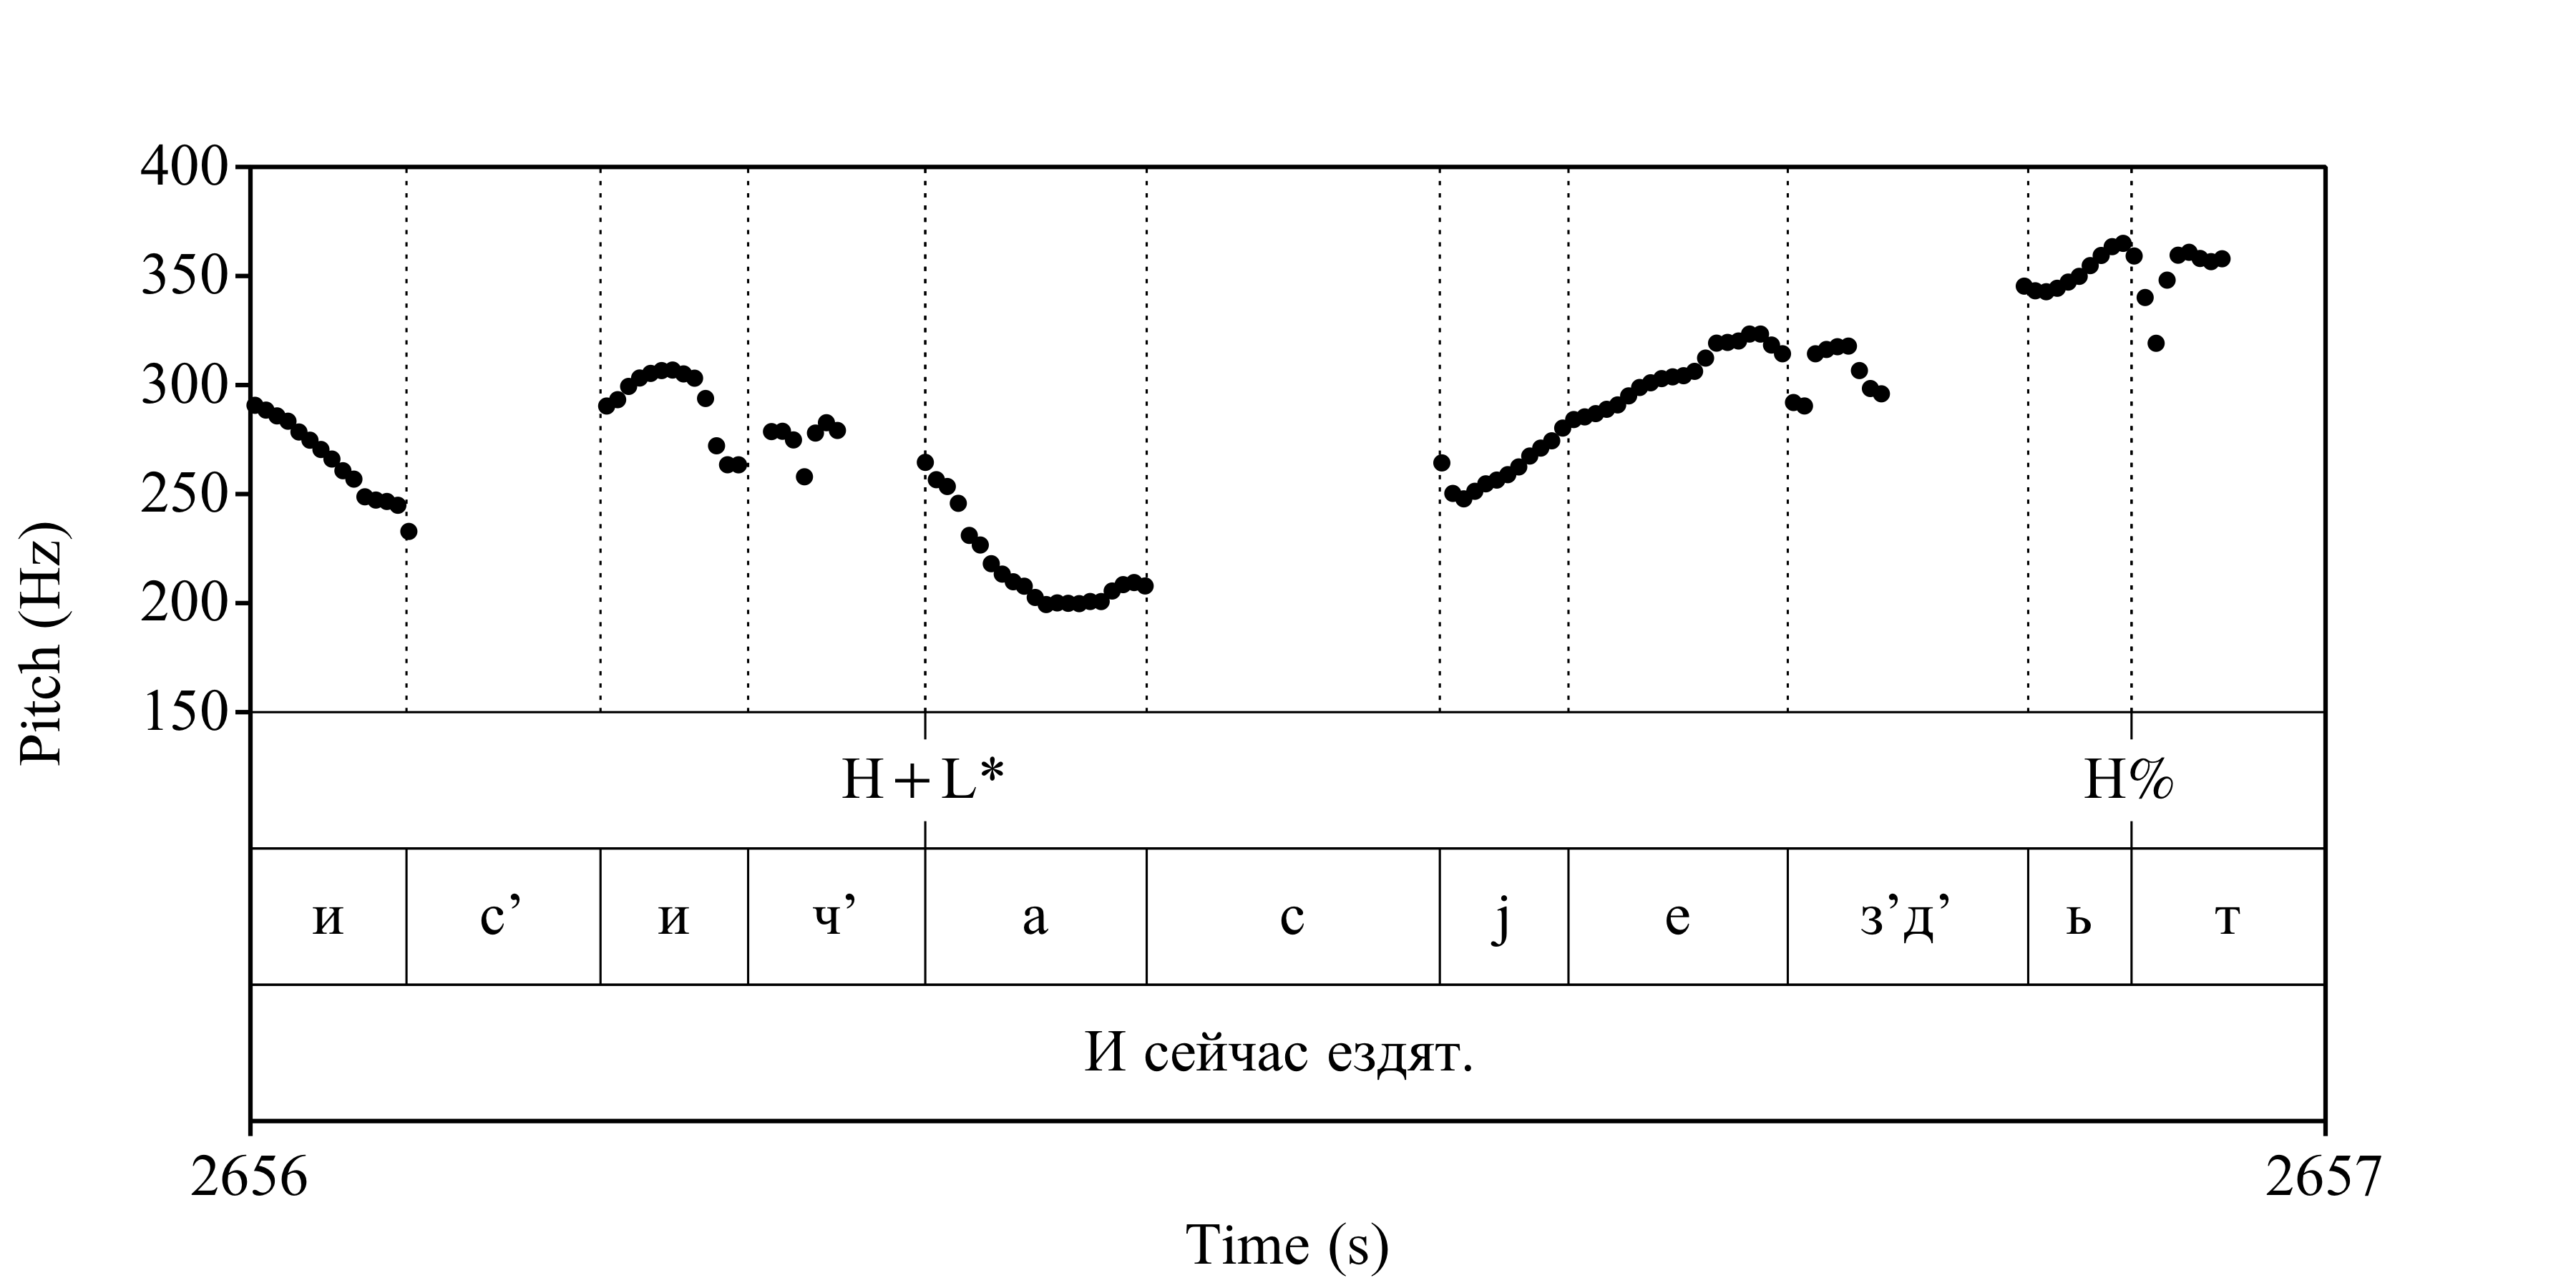 400
350
300
250
200
150
Pitch (Hz)
H+L* H%
и с’ и ч’ а с j е з’д’ ь т
И сейчас ездят.
2656 2657
Time (s)